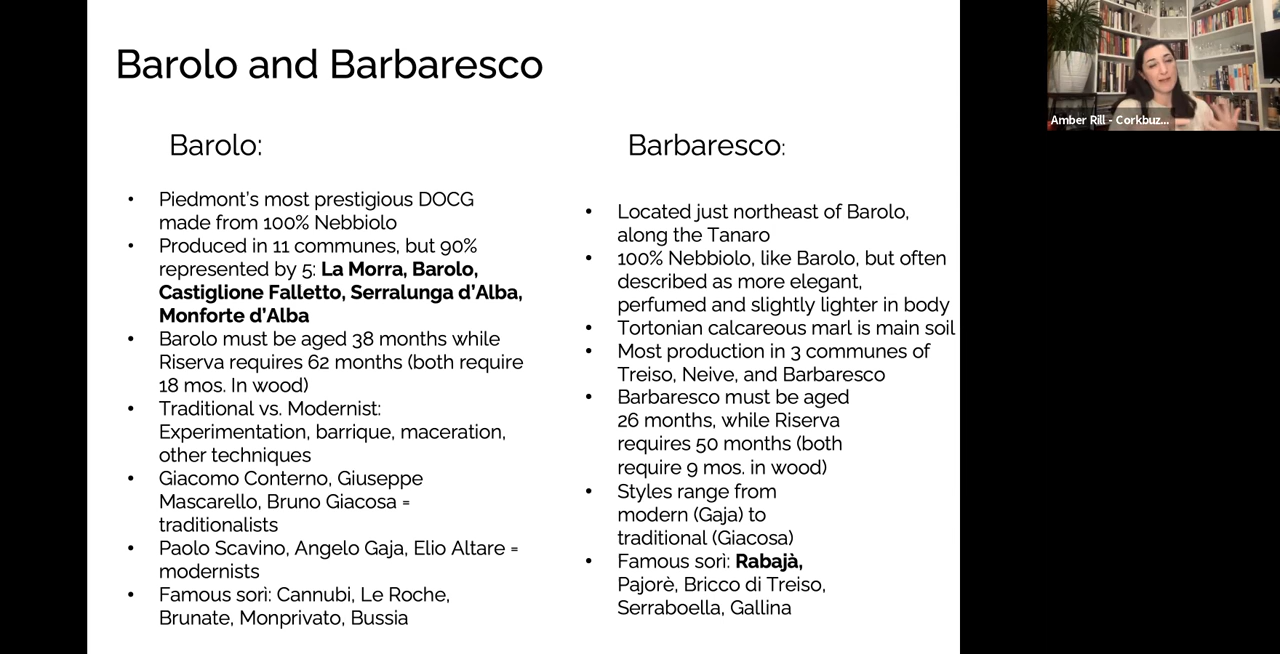 Barolo and Barbaresco
Barolo:
• Piedmont's most prestigious DOCG
made from 100% Nebbiolo
• Produced in 11 communes, but 90%
represented by 5: La Morra, Barolo,
Castiglione Falletto, Serralunga d'Alba,
Monforte d'Alba
• Barolo must be aged 38 months while
Riserva requires 62 months (both require
18 mos. In wood)
• Traditional vs. Modernist:
Experimentation, barrique, maceration,
other techniques
• Giacomo Conterno, Giuseppe
Mascarello, Bruno Giacosa =
traditionalists
• Paolo Scavino, Angelo Gaja, Elio Altare =
modernists
• Famous sorì: Cannubi, Le Roche,
Brunate, Monprivato, Bussia
Barbaresco:
• Located just northeast of Barolo,
along the Tanaro
• 100% Nebbiolo, like Barolo, but often
described as more elegant,
perfumed and slightly lighter in body
• Tortonian calcareous marl is main soil
• Most production in 3 communes of
Treiso, Neive, and Barbaresco
• Barbaresco must be aged
26 months, while Riserva
requires 50 months (both
require 9 mos. in wood)
• Styles range from
modern (Gaja) to
traditional (Giacosa)
• Famous sorì: Rabajà,
Pajorè, Bricco di Treiso,
Serraboella, Gallina
Amber Rill - Corkbuz...